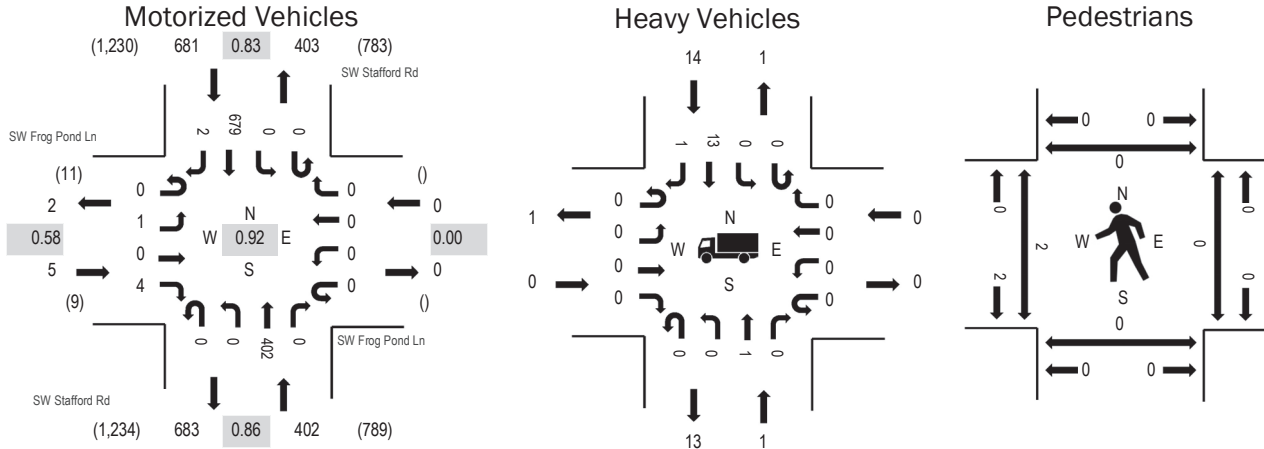 Motorized Vehicles
(1,230) 681 0.83 403 (783)
SW Stafford Rd
SW Frog Pond Ln
2 679 0 0
(11) ()
0 0
2 0
1 N 0
0.58 W 0.92 E 0.00
0 S 0
5 0
4 0
(9) ()
0 0 402 0
SW Frog Pond Ln
SW Stafford Rd
(1,234) 683 0.86 402 (789)
Heavy Vehicles
14 1
1 13 0 0
0 0
1 0 N 0 0
W E
0 0 S 0 0
0 0
0 0 1 0
13 1
Pedestrians
0 0
0
0 N 0
2 W E 0
2 S 0
0
0 0